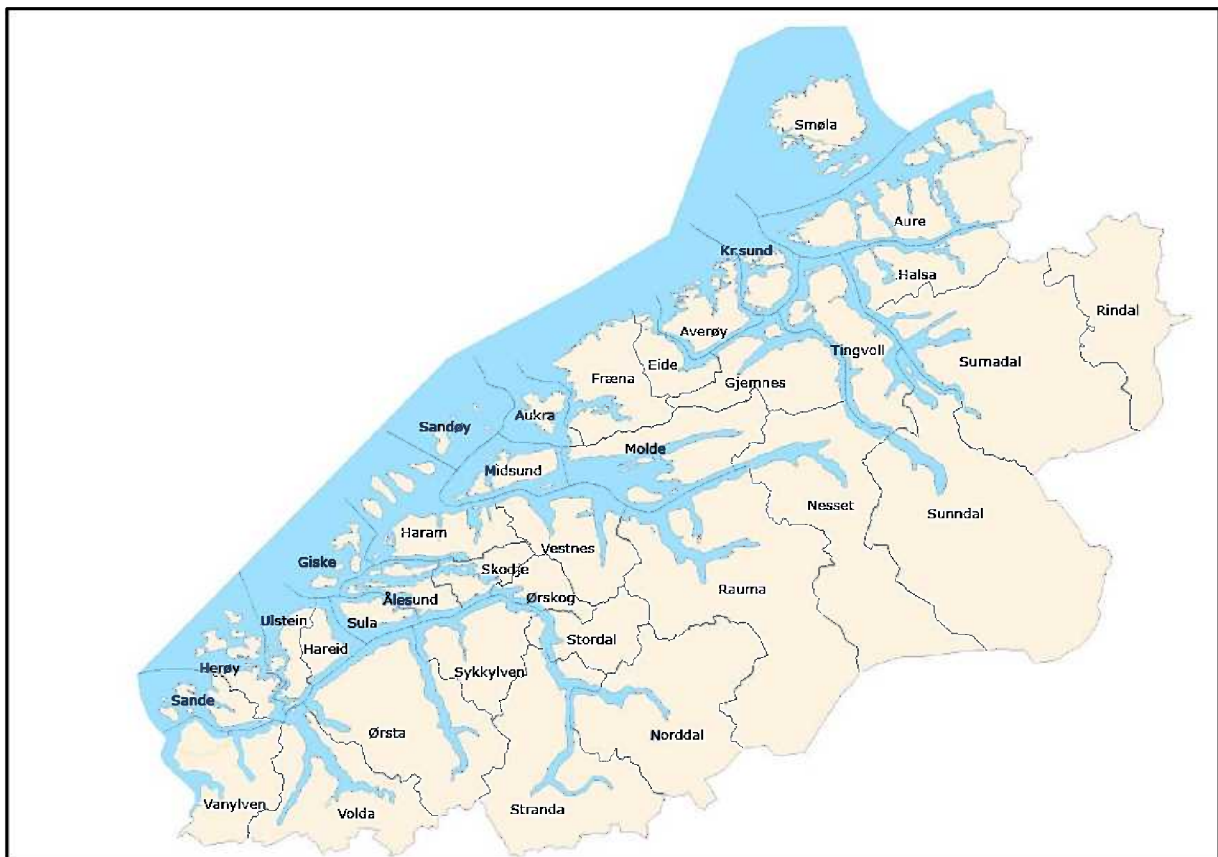 Smøla
Aure
Kr.sund
Halsa
Rindal
Averøy
Tingvoll
Surnadal
Eide
Fræna
Gjemnes
Aukra
Sandøy
Molde
Midsund
Nesset
Sunndal
Haram
Vestnes
Giske
Skodje
Rauma
Ørskog
Ålesund
Ulstein
Sula
Stordal
Hareid
Herøy
Sykkylven
Sande
Ørsta
Norddal
Vanylven
Stranda
Volda